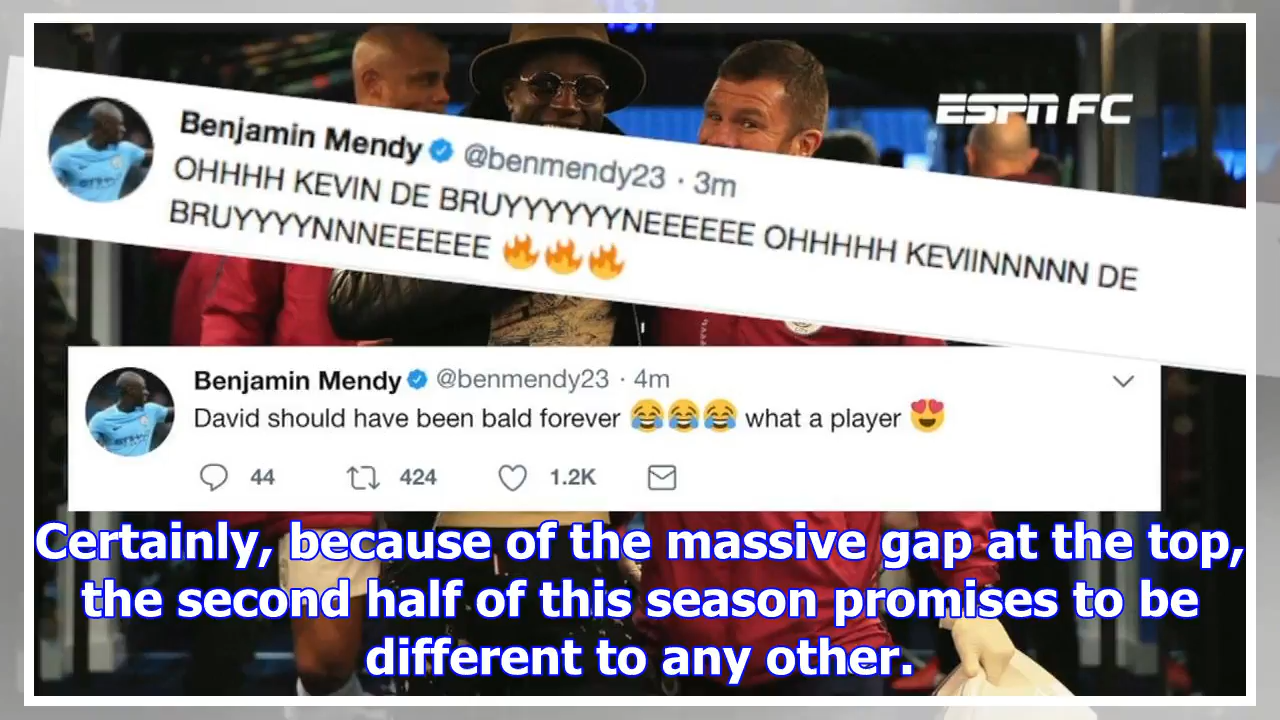 ESPN FC
Benjamin Mendy @benmendy23 · 3m
OHHHH KEVIN DE BRUYYYYYYYNEEEEEE OHHHHH KEVIINNNNN DE
BRUYYYYNNNEEEEEE 🔥🔥🔥
Benjamin Mendy @benmendy23 · 4m
David should have been bald forever 😂😂😂 what a player 😍
44 424 1.2K
Certainly, because of the massive gap at the top,
the second half of this season promises to be
different to any other.